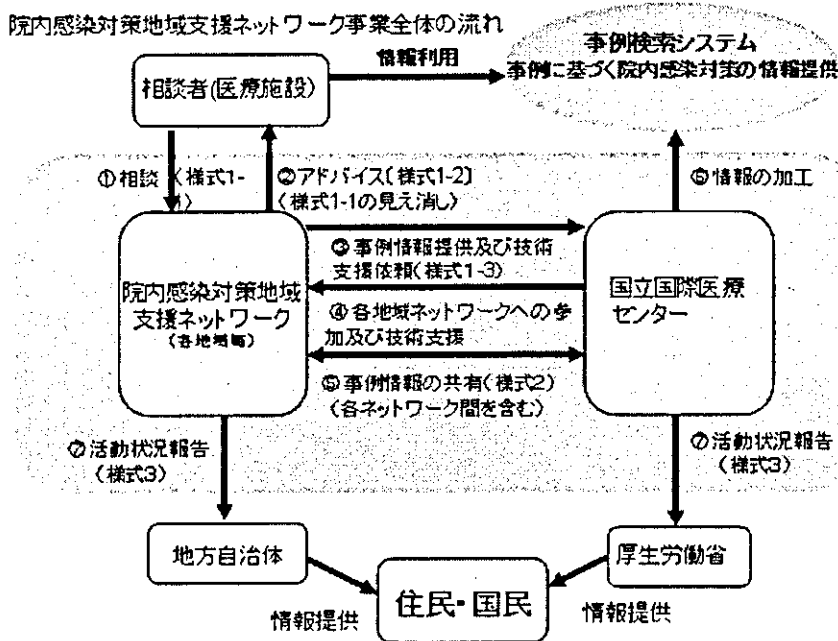 院内感染対策地域支援ネットワーク事業全体の流れ
相談者(医療施設)
情報利用
事例検索システム
事例に基づく院内感染対策の情報提供
①相談 (様式1-
1)
②アドバイス[様式1-2]
(様式1-1の見え消し)
⑥情報の加工
院内感染対策地域
支援ネットワーク
③事例情報提供及び技術
支援依頼(様式1-3)
④各地域ネットワークへの参
加及び技術支援
⑤事例情報の共有(様式2)
(各ネットワーク間を含む)
国立国際医療
センター
⑦活動状況報告
(様式3)
⑦活動状況報告
(様式3)
地方自治体
厚生労働省
情報提供
住民・国民
情報提供